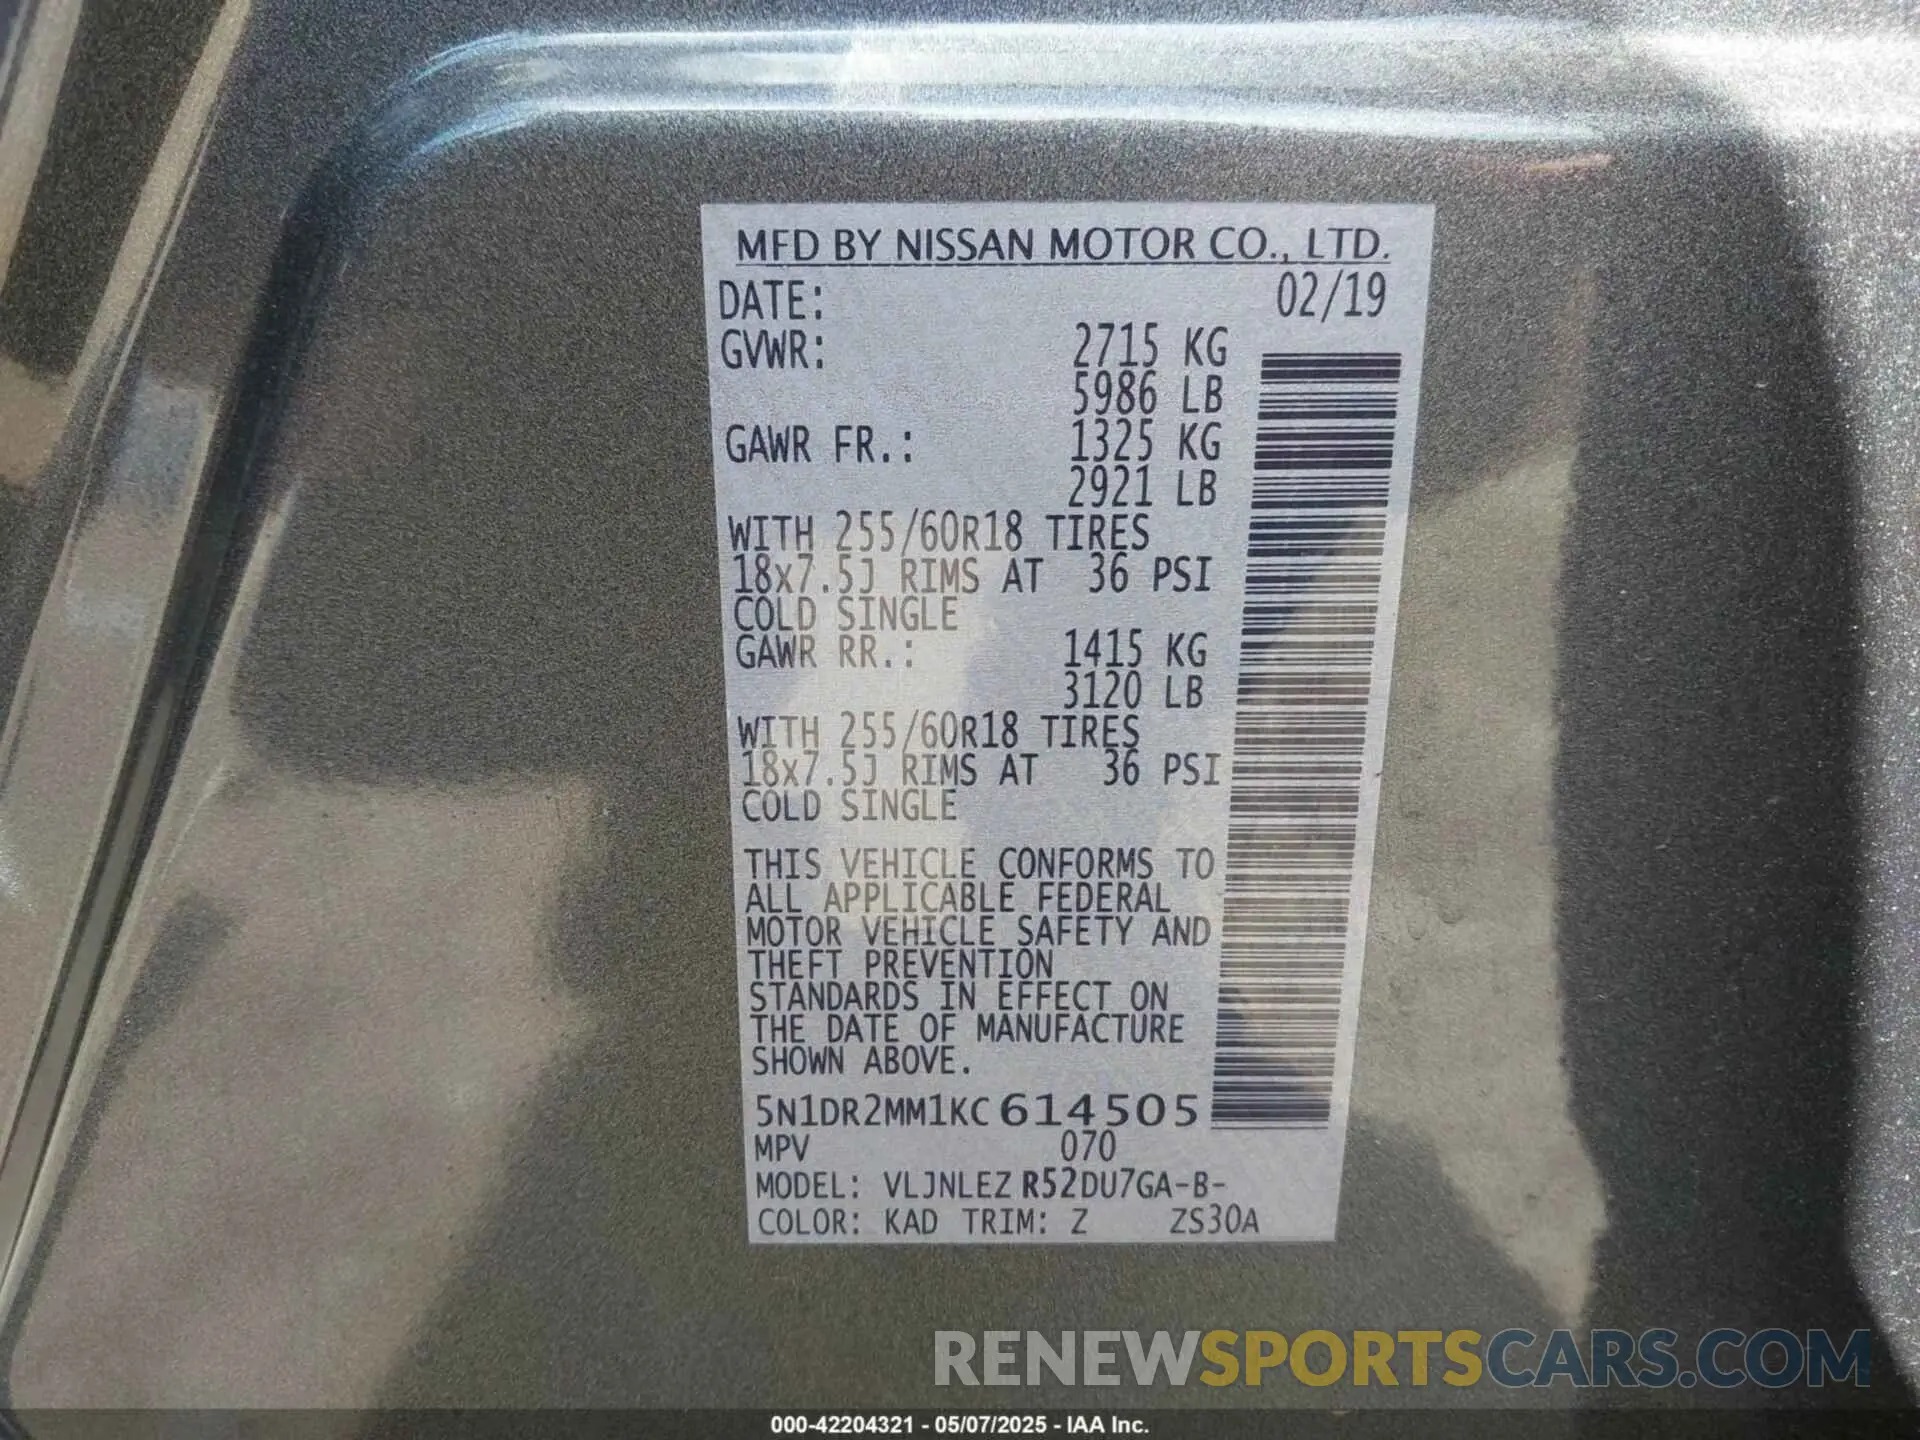 MFD BY NISSAN MOTOR CO., LTD.
DATE: 02/19
GVWR: 2715 KG
5986 LB
GAWR FR.: 1325 KG
2921 LB
WITH 255/60R18 TIRES
18x7.5J RIMS AT 36 PSI
COLD SINGLE
GAWR RR.: 1415 KG
3120 LB
WITH 255/60R18 TIRES
18x7.5J RIMS AT 36 PSI
COLD SINGLE
THIS VEHICLE CONFORMS TO
ALL APPLICABLE FEDERAL
MOTOR VEHICLE SAFETY AND
THEFT PREVENTION
STANDARDS IN EFFECT ON
THE DATE OF MANUFACTURE
SHOWN ABOVE.
5N1DR2MM1KC614505
MPV 070
MODEL: VLJNLEZ R52DU7GA-B-
COLOR: KAD TRIM: Z ZS30A
RENEWSPORTSCARS.COM
000-42204321 - 05/07/2025 - IAA Inc.